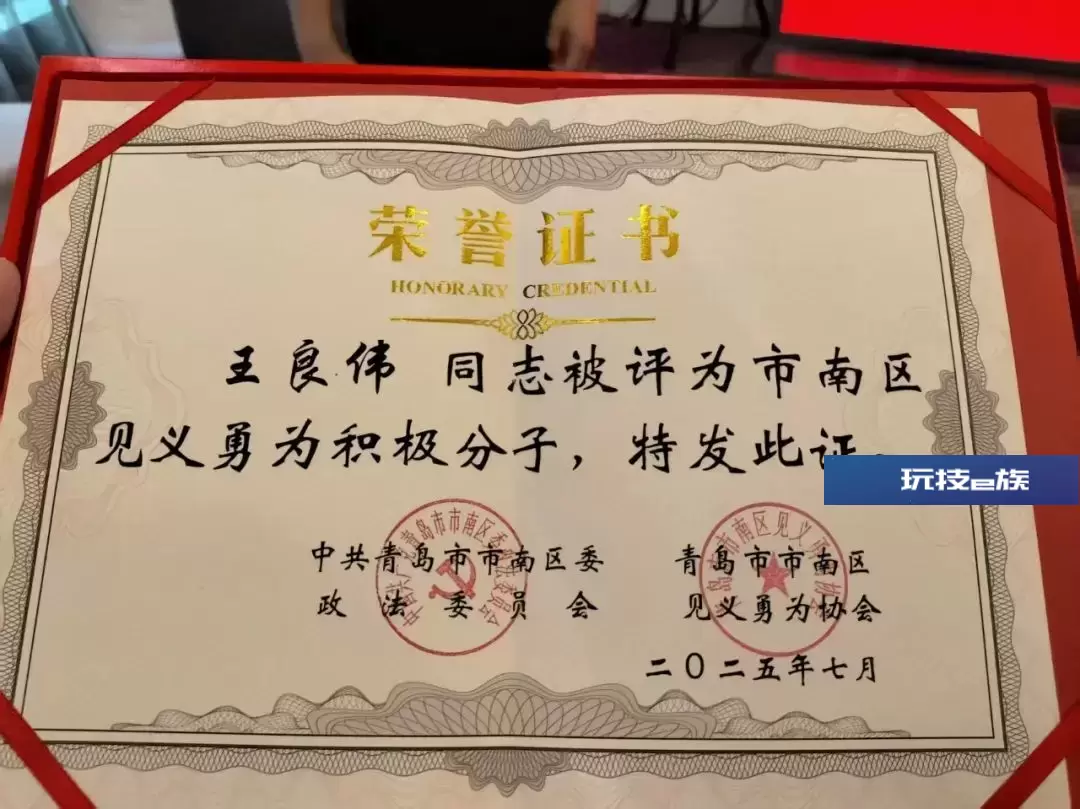 荣誉证书
HONORARY CREDENTIAL
王良伟 同志被评为市南区
见义勇为积极分子，特发此证。
玩技e族
中共青岛市市南区委
政法委员会
青岛市市南区
见义勇为协会
二〇二五年七月